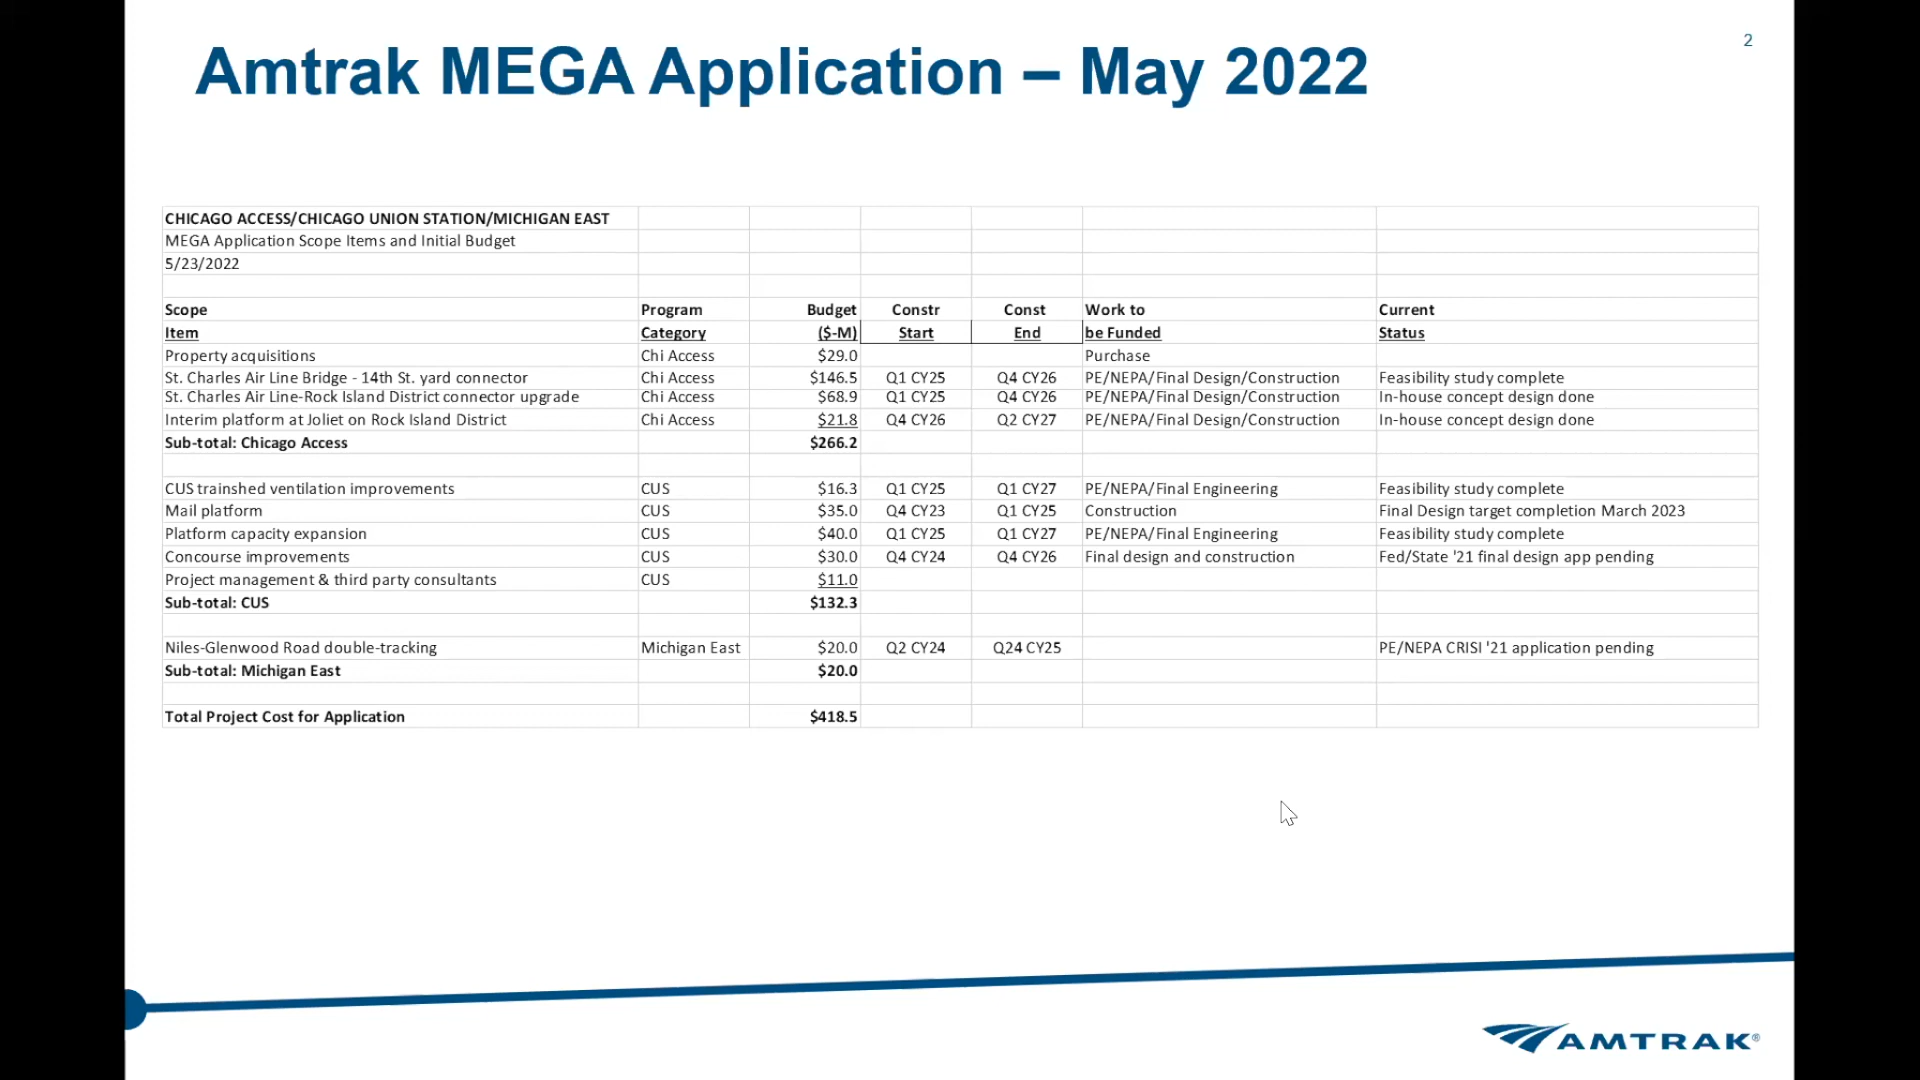 2
Amtrak MEGA Application – May 2022
CHICAGO ACCESS/CHICAGO UNION STATION/MICHIGAN EAST
MEGA Application Scope Items and Initial Budget
5/23/2022
Scope Program Budget Constr Const Work to Current
Item Category ($-M) Start End be Funded Status
Property acquisitions Chi Access $29.0 Purchase
St. Charles Air Line Bridge - 14th St. yard connector Chi Access $146.5 Q1 CY25 Q4 CY26 PE/NEPA/Final Design/Construction Feasibility study complete
St. Charles Air Line-Rock Island District connector upgrade Chi Access $68.9 Q1 CY25 Q4 CY26 PE/NEPA/Final Design/Construction In-house concept design done
Interim platform at Joliet on Rock Island District Chi Access $21.8 Q4 CY26 Q2 CY27 PE/NEPA/Final Design/Construction In-house concept design done
Sub-total: Chicago Access $266.2
CUS trainshed ventilation improvements CUS $16.3 Q1 CY25 Q1 CY27 PE/NEPA/Final Engineering Feasibility study complete
Mail platform CUS $35.0 Q4 CY23 Q1 CY25 Construction Final Design target completion March 2023
Platform capacity expansion CUS $40.0 Q1 CY25 Q1 CY27 PE/NEPA/Final Engineering Feasibility study complete
Concourse improvements CUS $30.0 Q4 CY24 Q4 CY26 Final design and construction Fed/State '21 final design app pending
Project management & third party consultants CUS $11.0
Sub-total: CUS $132.3
Niles-Glenwood Road double-tracking Michigan East $20.0 Q2 CY24 Q24 CY25 PE/NEPA CRISI '21 application pending
Sub-total: Michigan East $20.0
Total Project Cost for Application $418.5
AMTRAK®